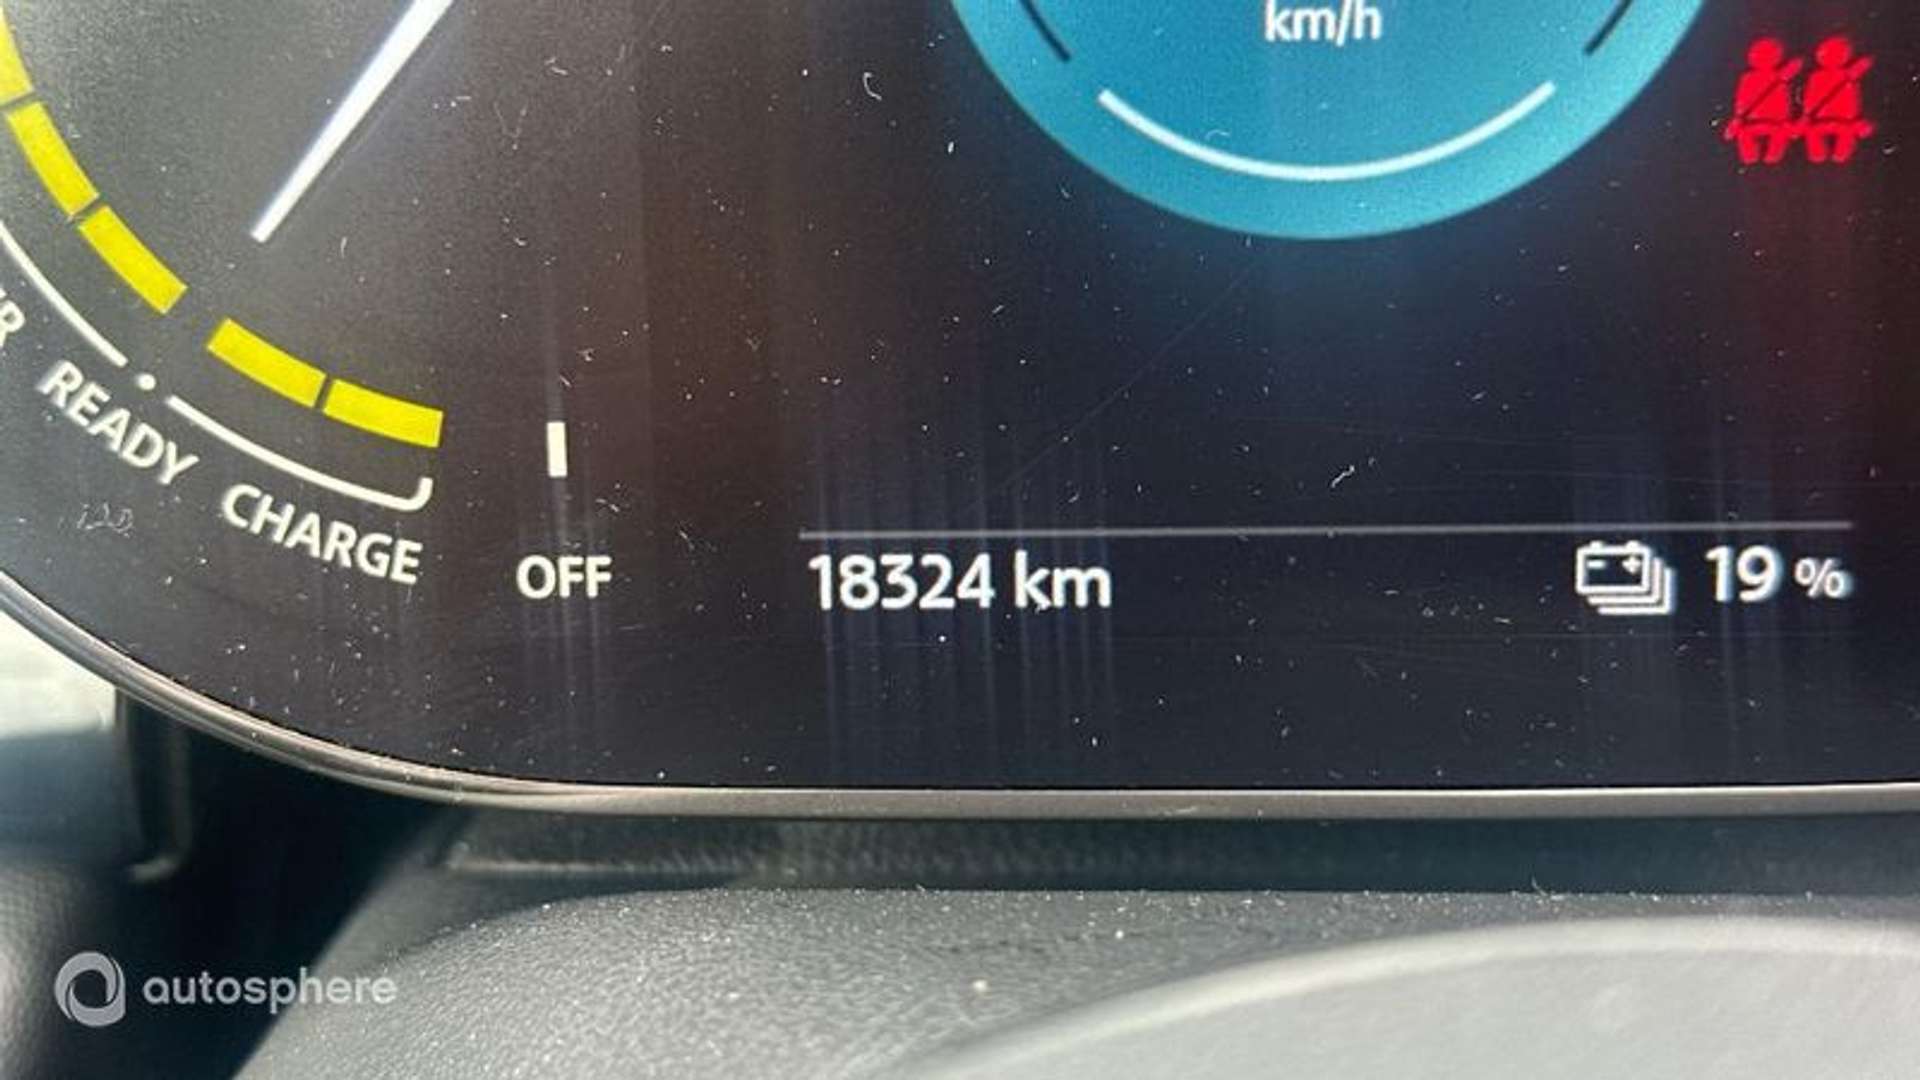 km/h
READY
CHARGE
OFF
18324 km
19 %
autosphere